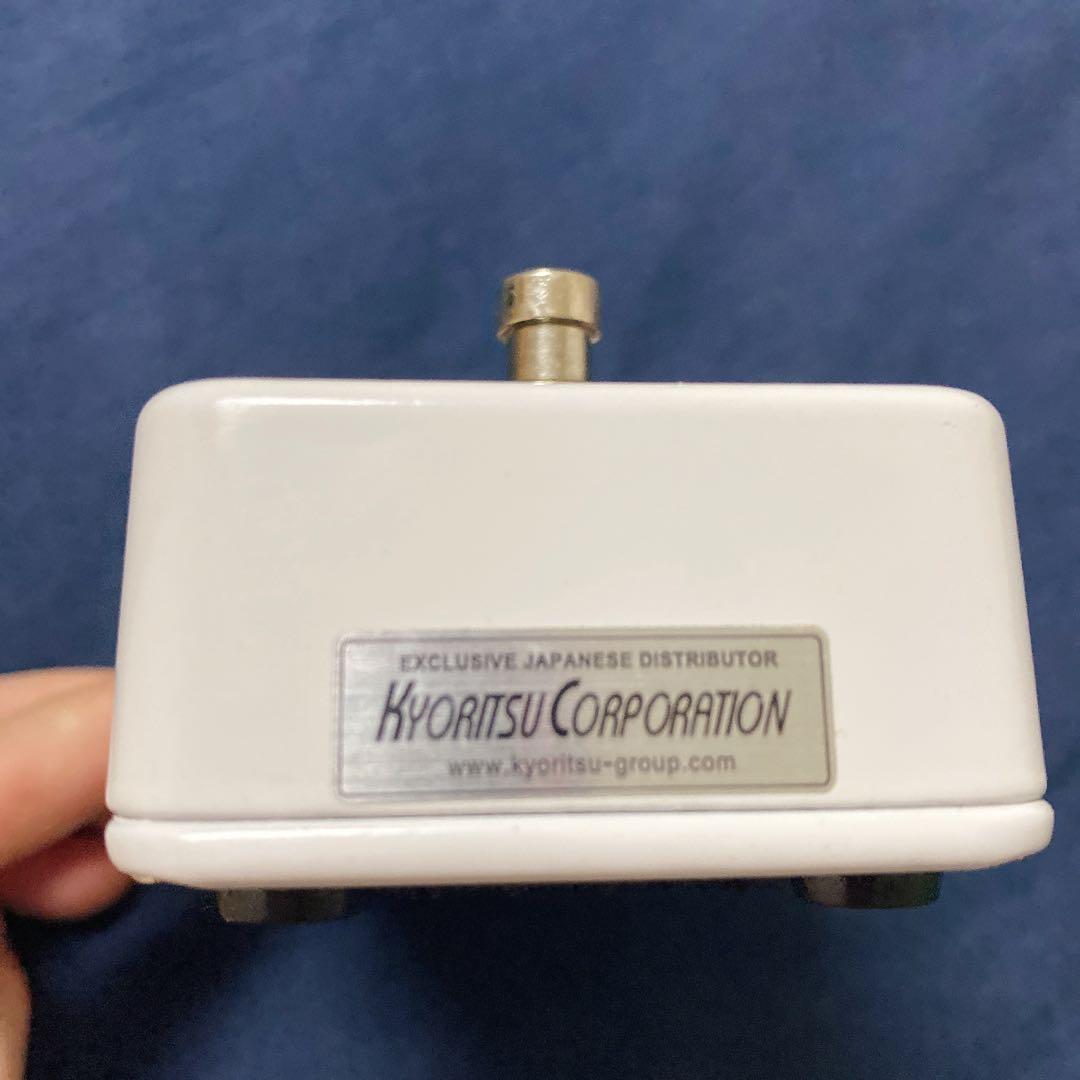 EXCLUSIVE JAPANESE DISTRIBUTOR
KYORITSU CORPORATION
www.kyoritsu-group.com